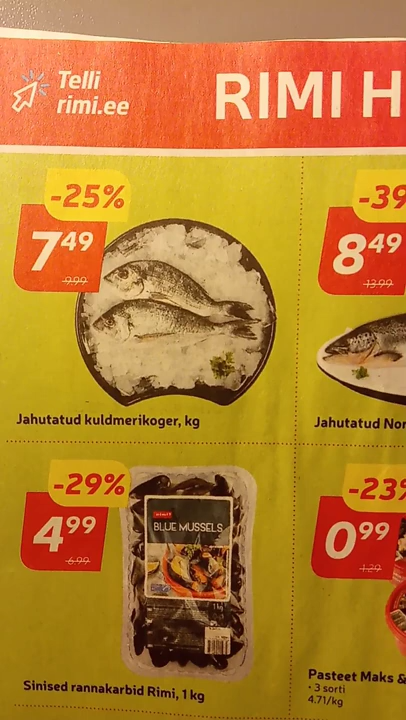 Telli
rimi.ee
RIMI H
-25%
7 49
9.99
Jahutatud kuldmerikoger, kg
-39
8 49
13.99
Jahutatud Nor
-29%
4 99
6.99
BLUE MUSSELS
1 kg
Sinised rannakarbid Rimi, 1 kg
-23%
0 99
1.29
Pasteet Maks &
• 3 sorti
4.71/kg